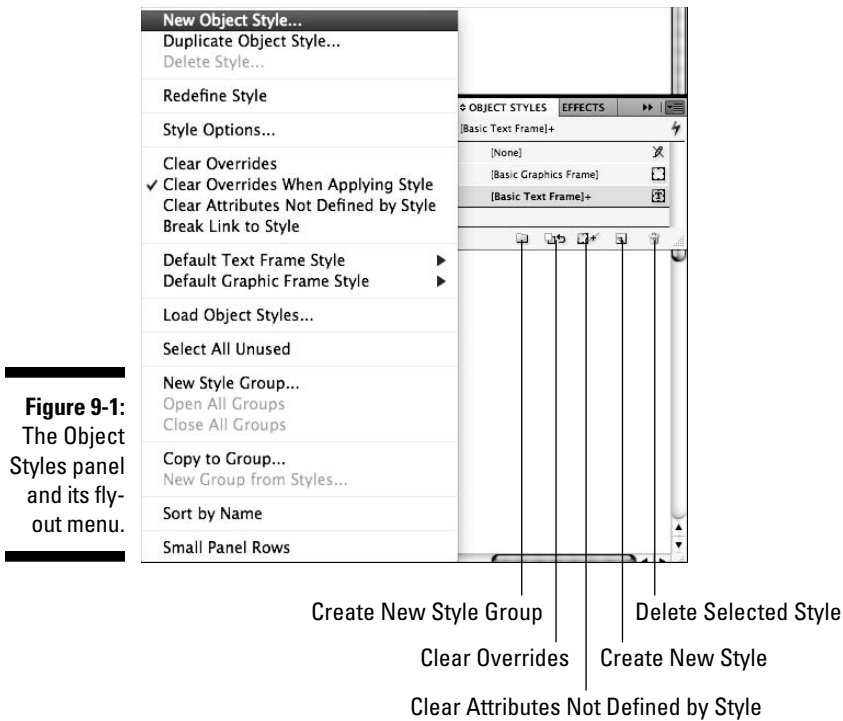 New Object Style...
Duplicate Object Style...
Delete Style...
Redefine Style
Style Options...
Clear Overrides
✓ Clear Overrides When Applying Style
Clear Attributes Not Defined by Style
Break Link to Style
Default Text Frame Style
Default Graphic Frame Style
Load Object Styles...
Select All Unused
New Style Group...
Open All Groups
Close All Groups
Copy to Group...
New Group from Styles...
Sort by Name
Small Panel Rows
OBJECT STYLES EFFECTS
[Basic Text Frame]+
[None]
[Basic Graphics Frame]
[Basic Text Frame]+
Figure 9-1:
The Object
Styles panel
and its fly-
out menu.
Create New Style Group
Delete Selected Style
Clear Overrides
Create New Style
Clear Attributes Not Defined by Style